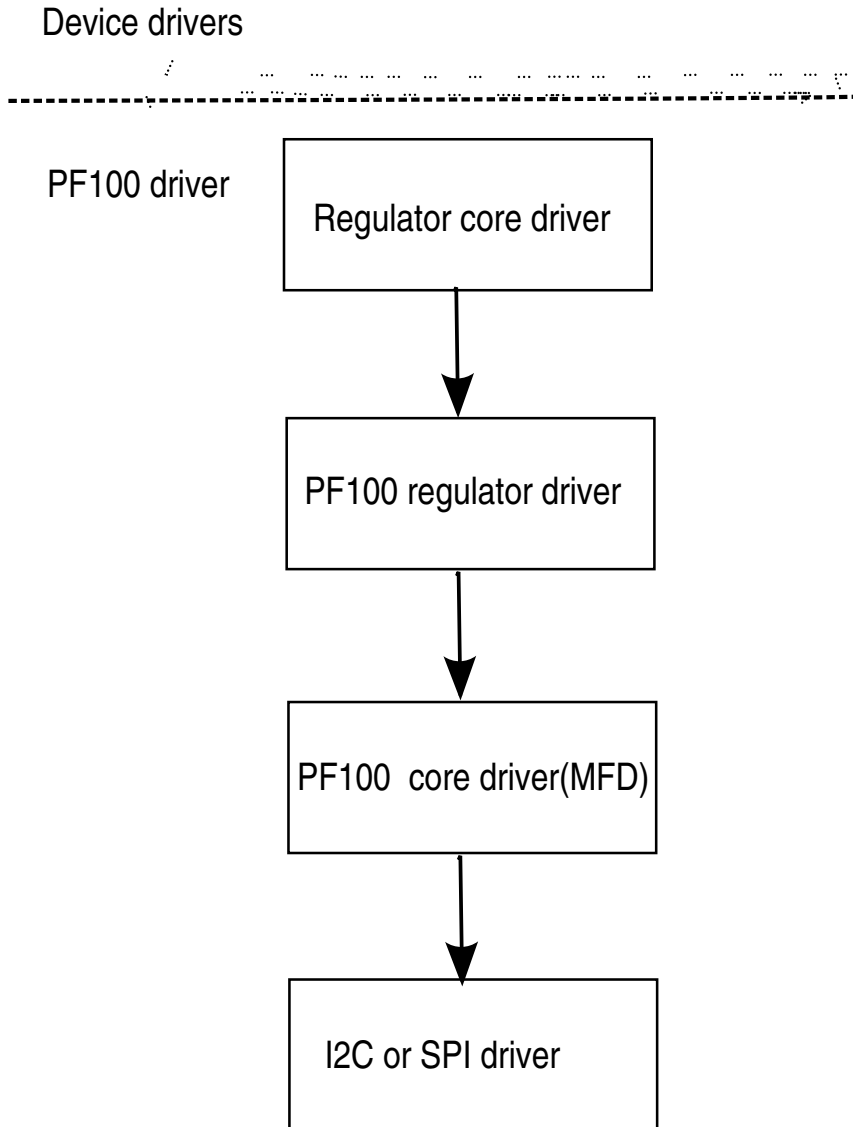 Device drivers
PF100 driver
Regulator core driver
PF100 regulator driver
PF100 core driver(MFD)
I2C or SPI driver